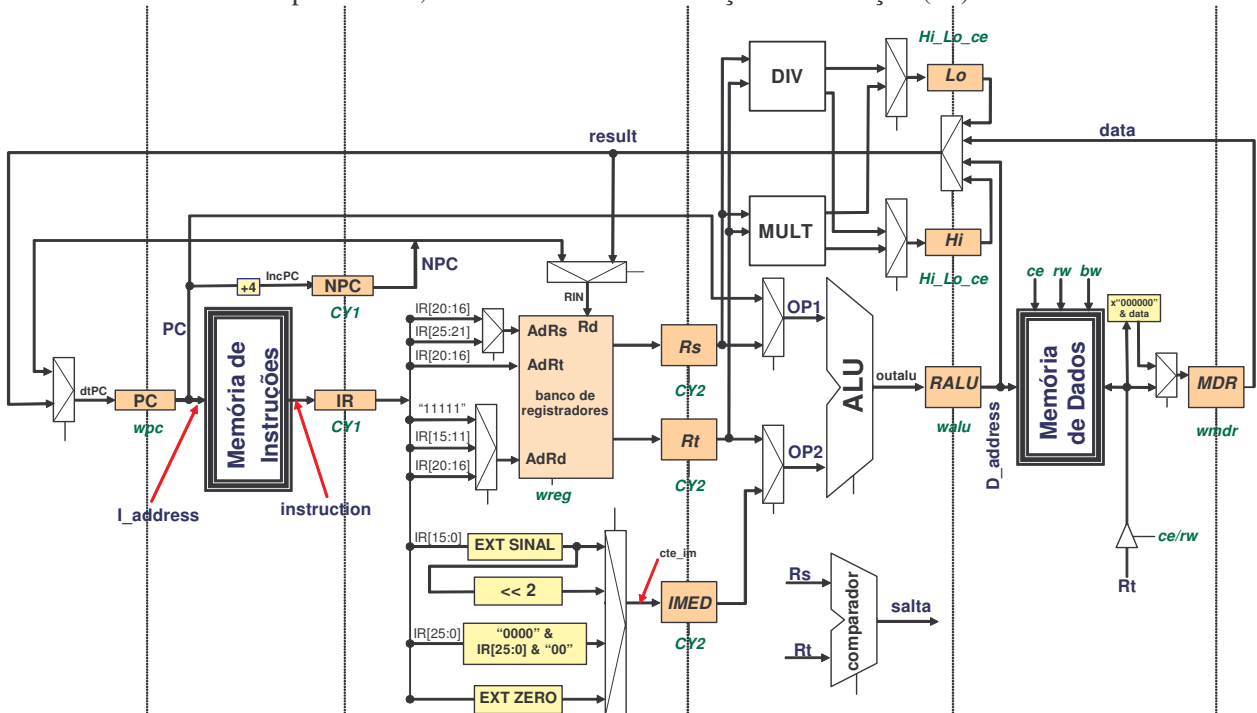 Hi_Lo_ce
DIV
Lo
result
data
MULT
Hi
Hi_Lo_ce
NPC
+4
IncPC
NPC
CY1
RIN
PC
IR[20:16]
IR[25:21]
IR[20:16]
AdRs
Rd
AdRt
banco de
registradores
AdRd
wreg
"11111"
IR[15:11]
IR[20:16]
dtPC
PC
wpc
Memória de
Instruções
IR
CY1
I_address
instruction
Rs
CY2
Rt
CY2
OP1
OP2
ALU
outalu
RALU
walu
D_address
ce
rw
bw
Memória
de Dados
x"000000"
& data
MDR
wmdr
ce/rw
Rt
IR[15:0]
EXT SINAL
<< 2
IR[25:0]
"0000" &
IR[25:0] & "00"
EXT ZERO
cte_im
IMED
CY2
Rs
Rt
comparador
salta